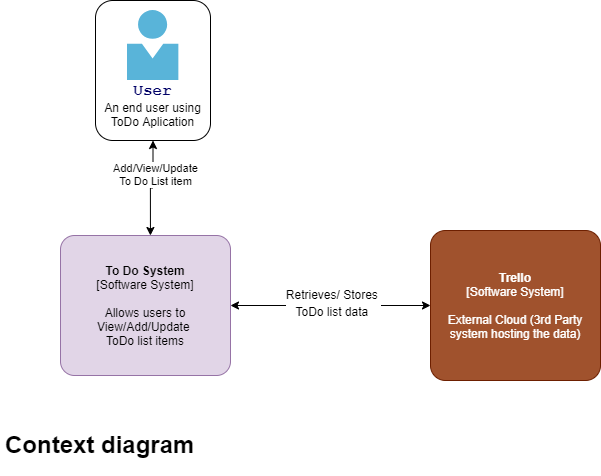 User
An end user using
ToDo Aplication
Add/View/Update
To Do List item
To Do System
[Software System]
Allows users to
View/Add/Update
ToDo list items
Retrieves/ Stores
ToDo list data
Trello
[Software System]
External Cloud (3rd Party
system hosting the data)
Context diagram